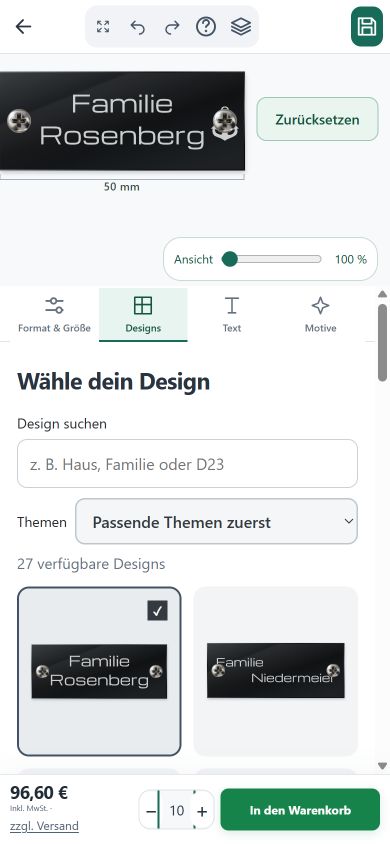 Familie
Rosenberg
Zurücksetzen
50 mm
Ansicht
100 %
Format & Größe
Designs
Text
Motive
Wähle dein Design
Design suchen
z. B. Haus, Familie oder D23
Themen
Passende Themen zuerst
27 verfügbare Designs
Familie
Rosenberg
Familie
Niedermeier
96,60 €
Inkl. MwSt. ·
zzgl. Versand
− 10 +
In den Warenkorb